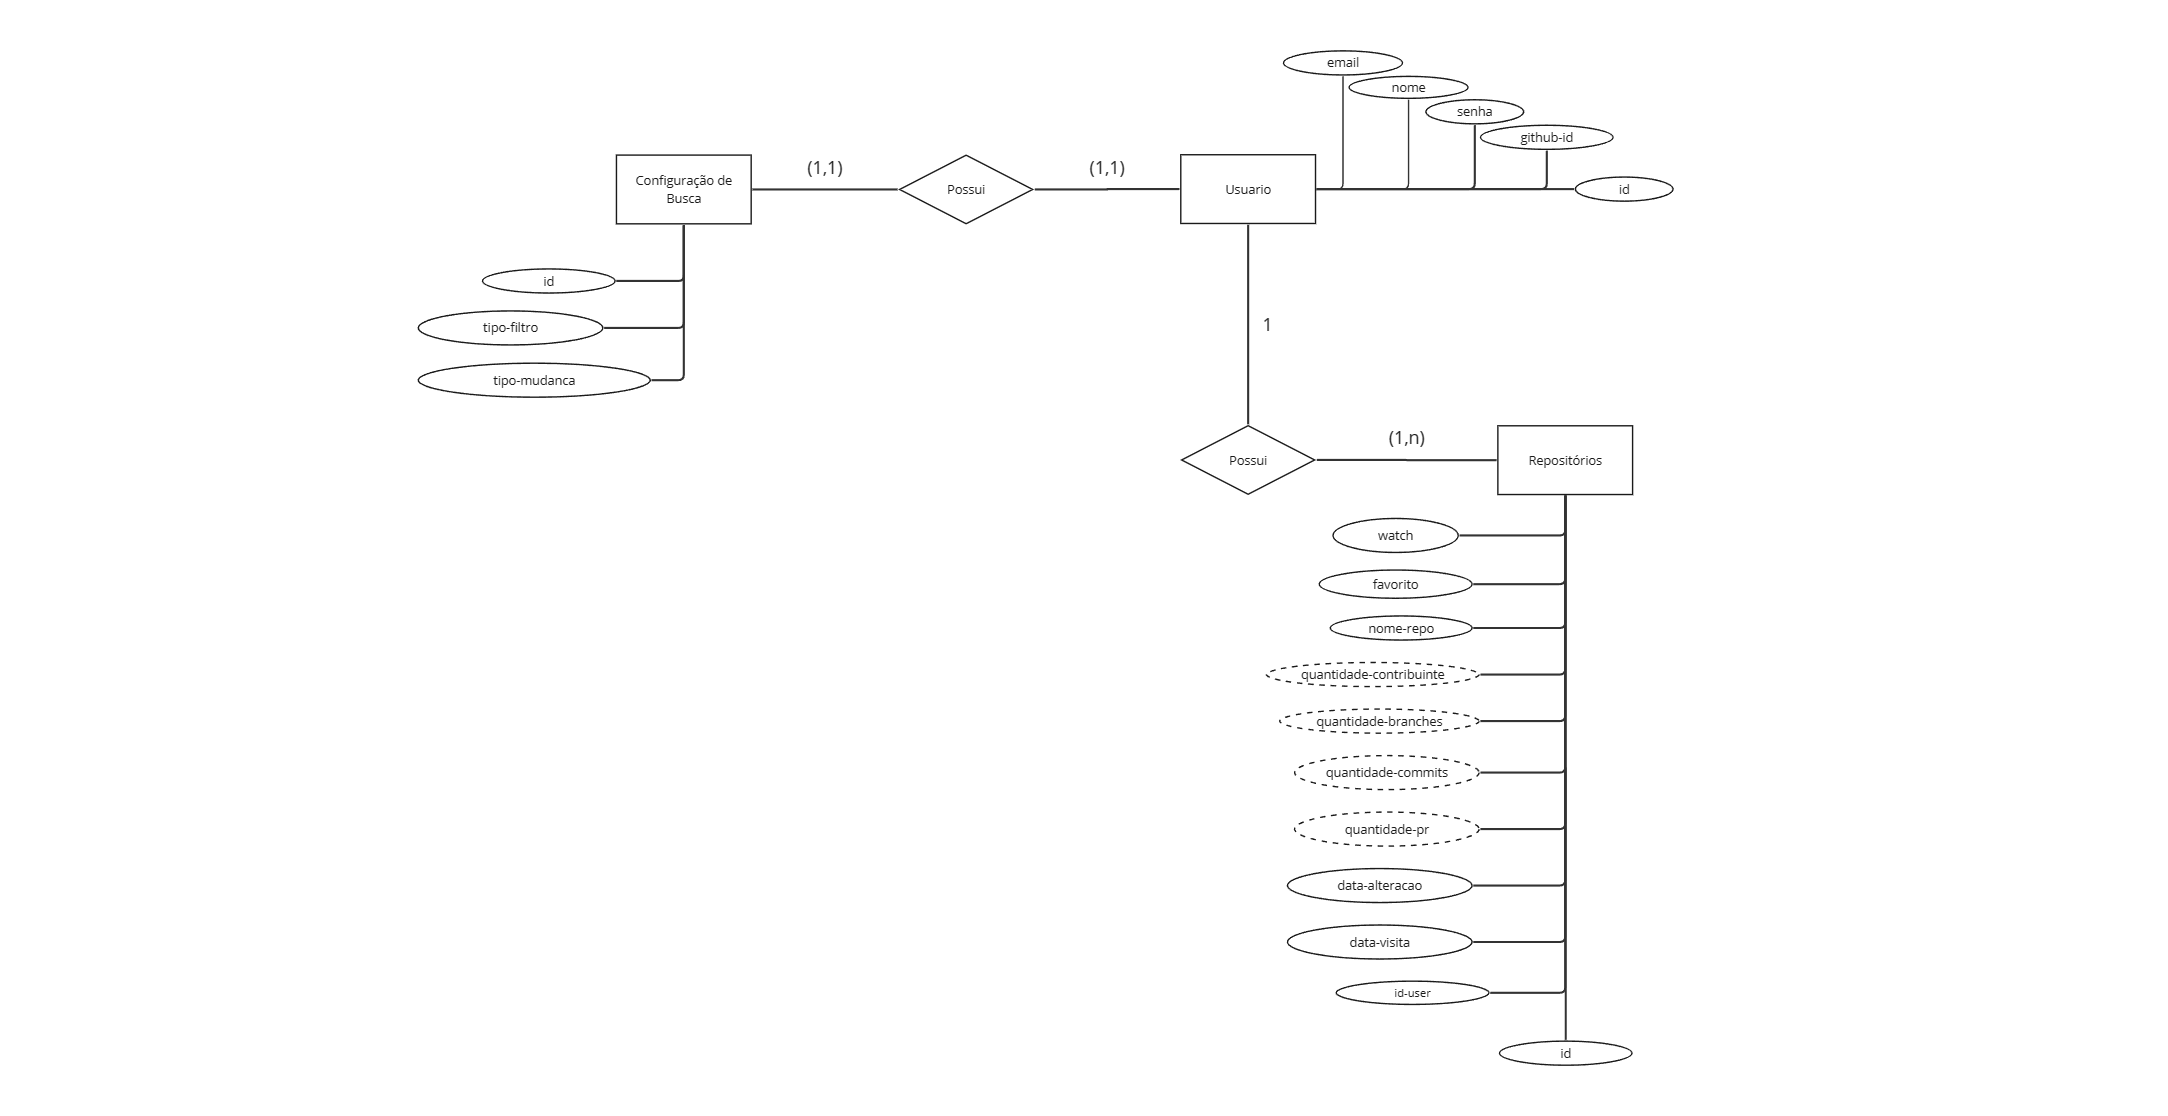 email
nome
senha
github-id
(1,1)
(1,1)
Configuração de
Busca
Possui
Usuario
id
id
tipo-filtro
1
tipo-mudanca
(1,n)
Possui
Repositórios
watch
favorito
nome-repo
quantidade-contribuinte
quantidade-branches
quantidade-commits
quantidade-pr
data-alteracao
data-visita
id-user
id